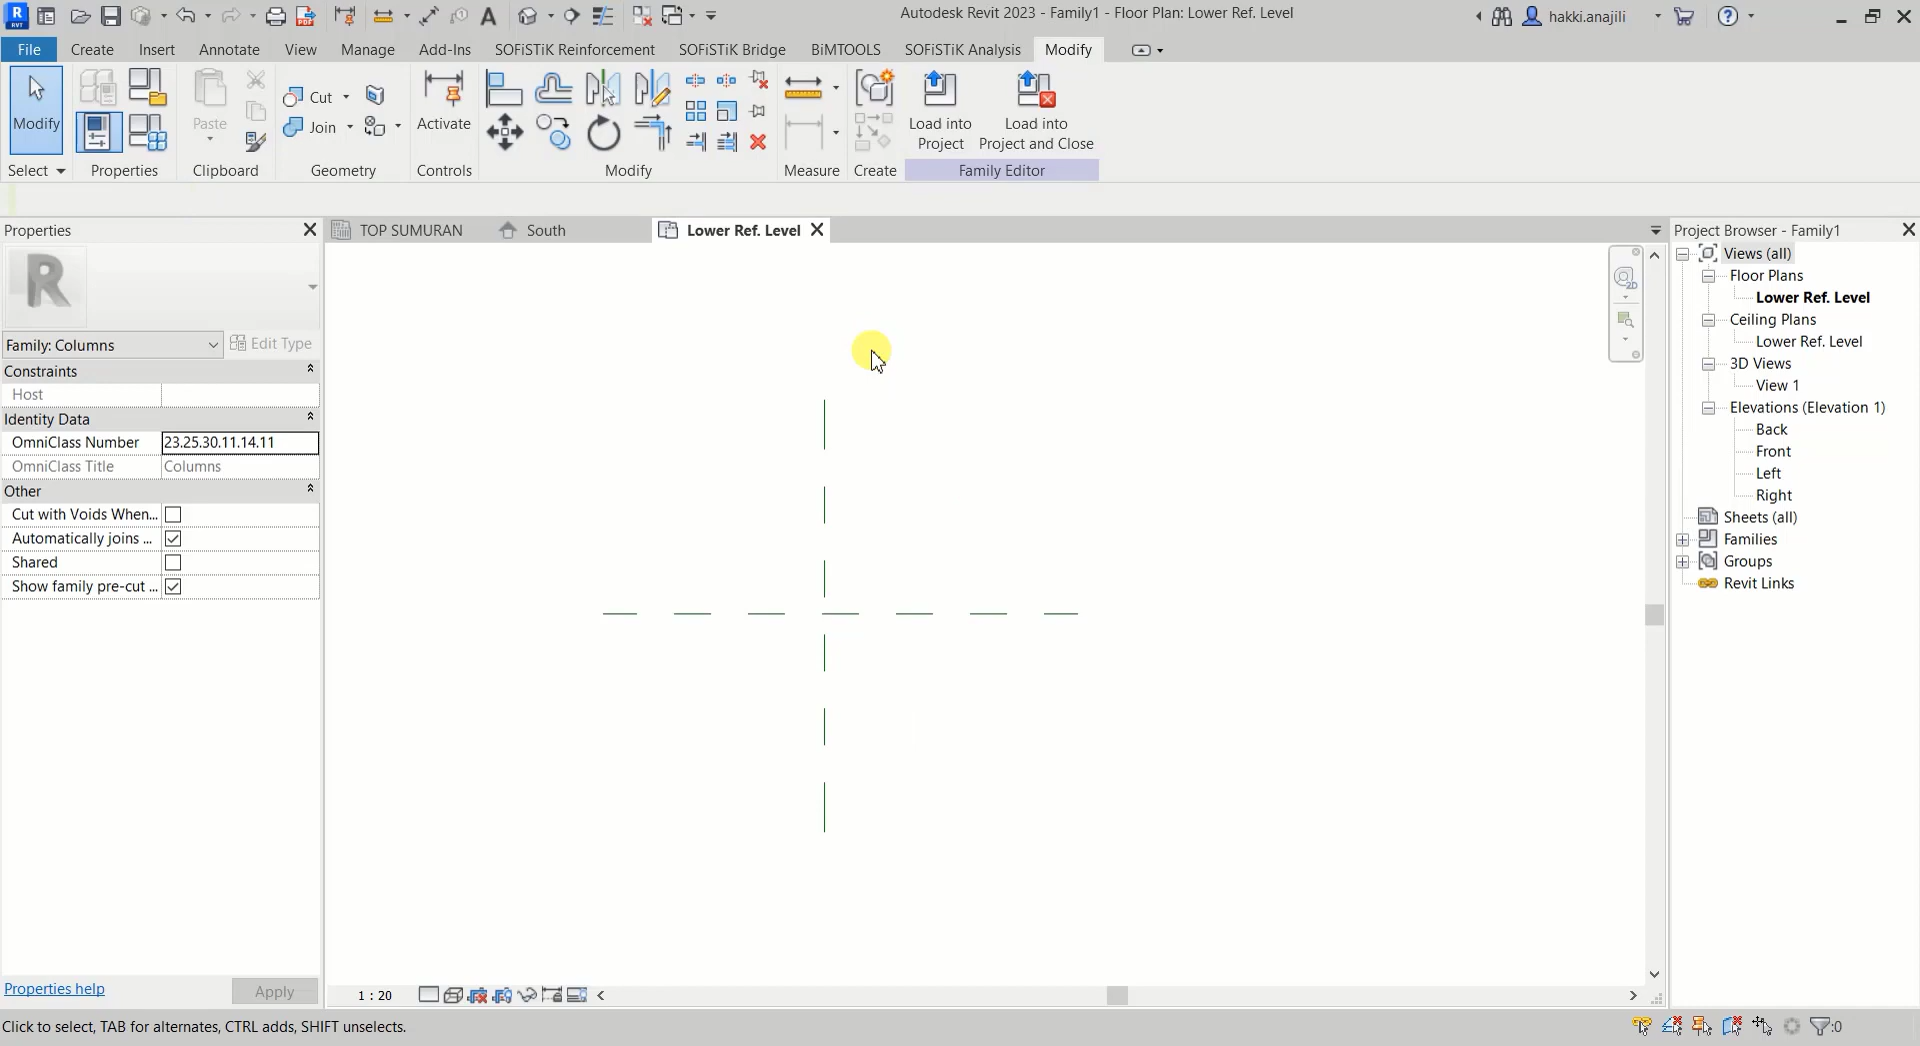 Autodesk Revit 2023 - Family1 - Floor Plan: Lower Ref. Level
hakki.anajili
File Create Insert Annotate View Manage Add-Ins SOFiSTiK Reinforcement SOFiSTiK Bridge BiMTOOLS SOFiSTiK Analysis Modify
Modify Paste Cut Join Activate Load into Project Load into Project and Close
Select Properties Clipboard Geometry Controls Modify Measure Create Family Editor
Properties
TOP SUMURAN South Lower Ref. Level
Project Browser - Family1
Family: Columns Edit Type
Constraints
Host
Identity Data
OmniClass Number 23.25.30.11.14.11
OmniClass Title Columns
Other
Cut with Voids When...
Automatically joins ...
Shared
Show family pre-cut ...
Properties help Apply
2D
1 : 20
Views (all)
Floor Plans
Lower Ref. Level
Ceiling Plans
Lower Ref. Level
3D Views
View 1
Elevations (Elevation 1)
Back
Front
Left
Right
Sheets (all)
Families
Groups
Revit Links
Click to select, TAB for alternates, CTRL adds, SHIFT unselects.
:0